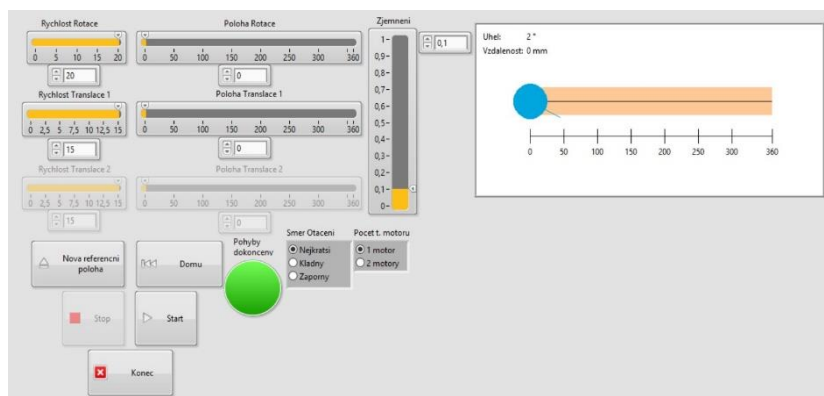 Rychlost Rotace
0 5 10 15 20
20
Poloha Rotace
0 50 100 150 200 250 300 360
0
Zjemneni
1-
0,9-
0,8-
0,7-
0,6-
0,5-
0,4-
0,3-
0,2-
0,1-
0-
0,1
Uhel: 2 °
Vzdalenost: 0 mm
0 50 100 150 200 250 300 360
Rychlost Translace 1
0 2,5 5 7,5 10 12,5 15
15
Poloha Translace 1
0 50 100 150 200 250 300 360
0
Rychlost Translace 2
0 2,5 5 7,5 10 12,5 15
15
Poloha Translace 2
0 50 100 150 200 250 300 360
0
Nova referencni
poloha
Domu
Pohyby
dokonceny
Smer Otaceni
Nejkratsi
Kladny
Zaporny
Pocet t. motoru
1 motor
2 motory
Stop
Start
Konec